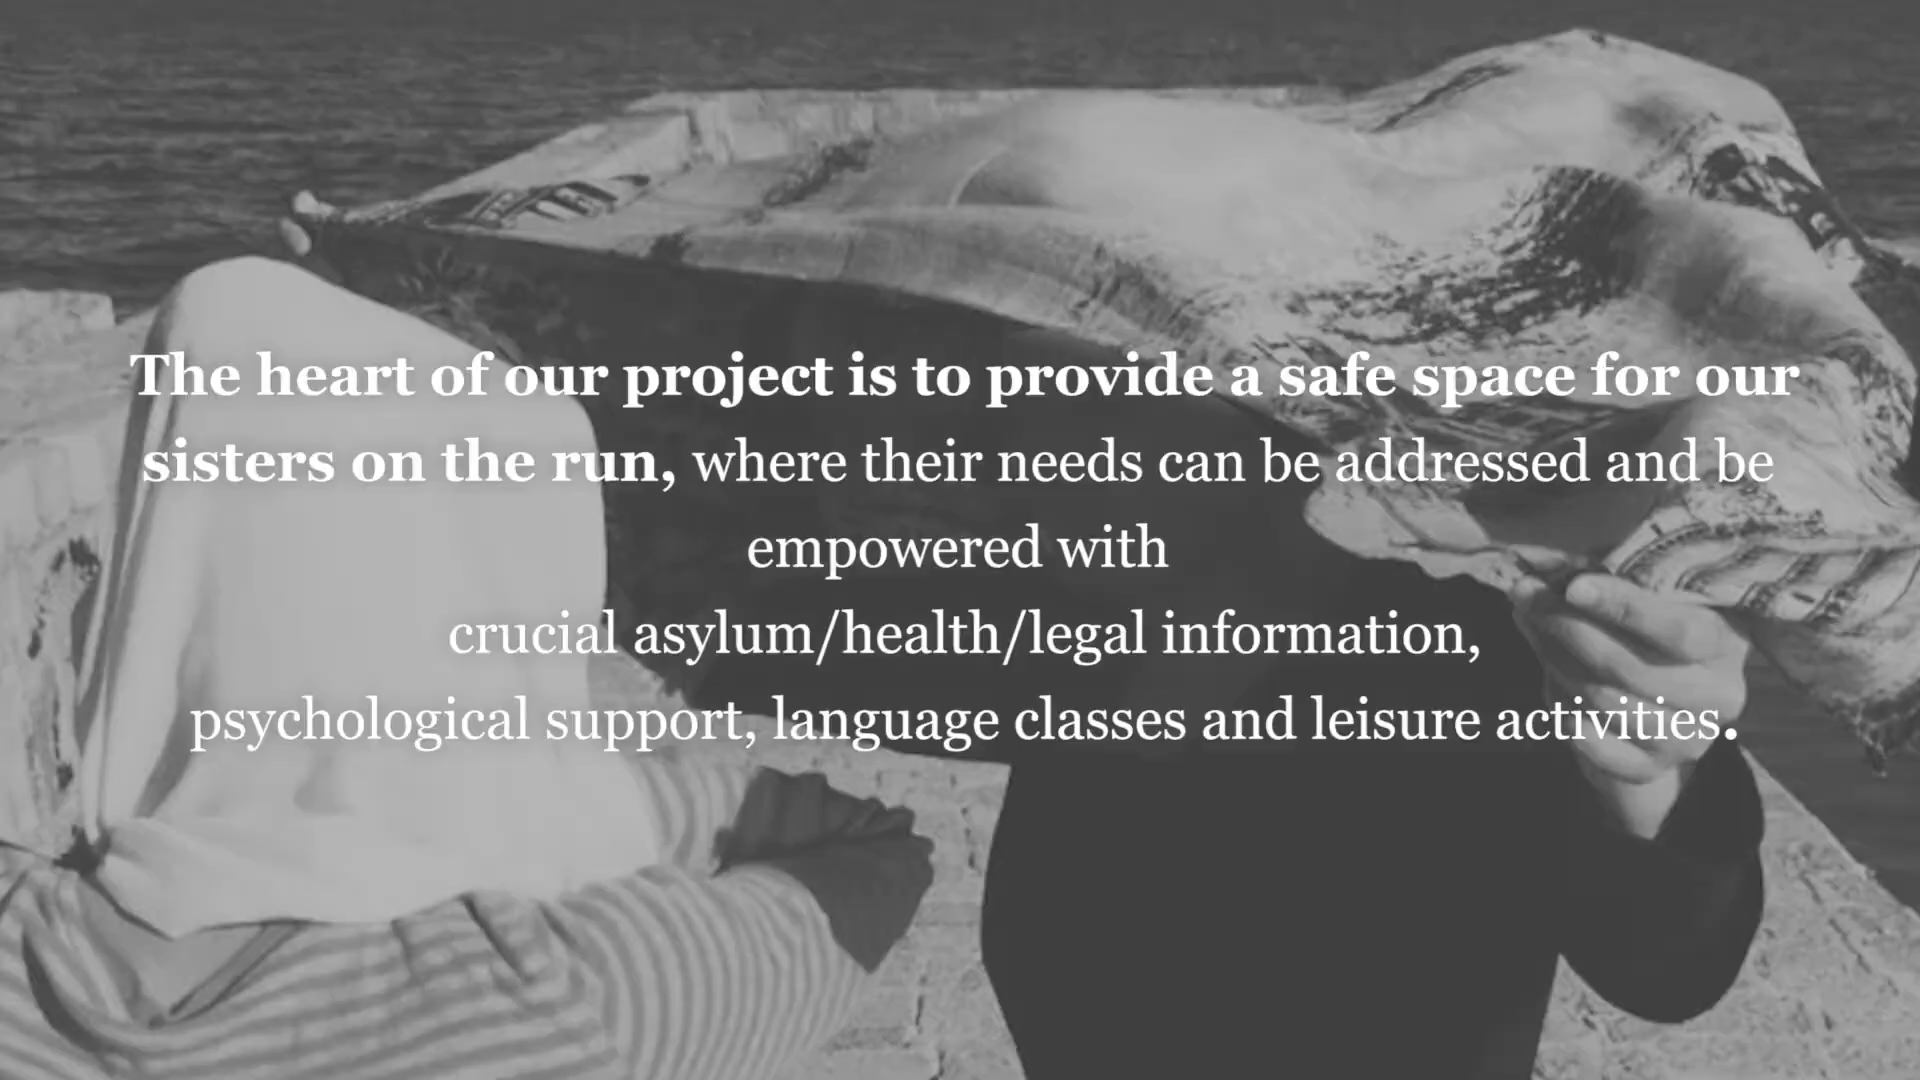 The heart of our project is to provide a safe space for our
sisters on the run, where their needs can be addressed and be
empowered with
crucial asylum/health/legal information,
psychological support, language classes and leisure activities.